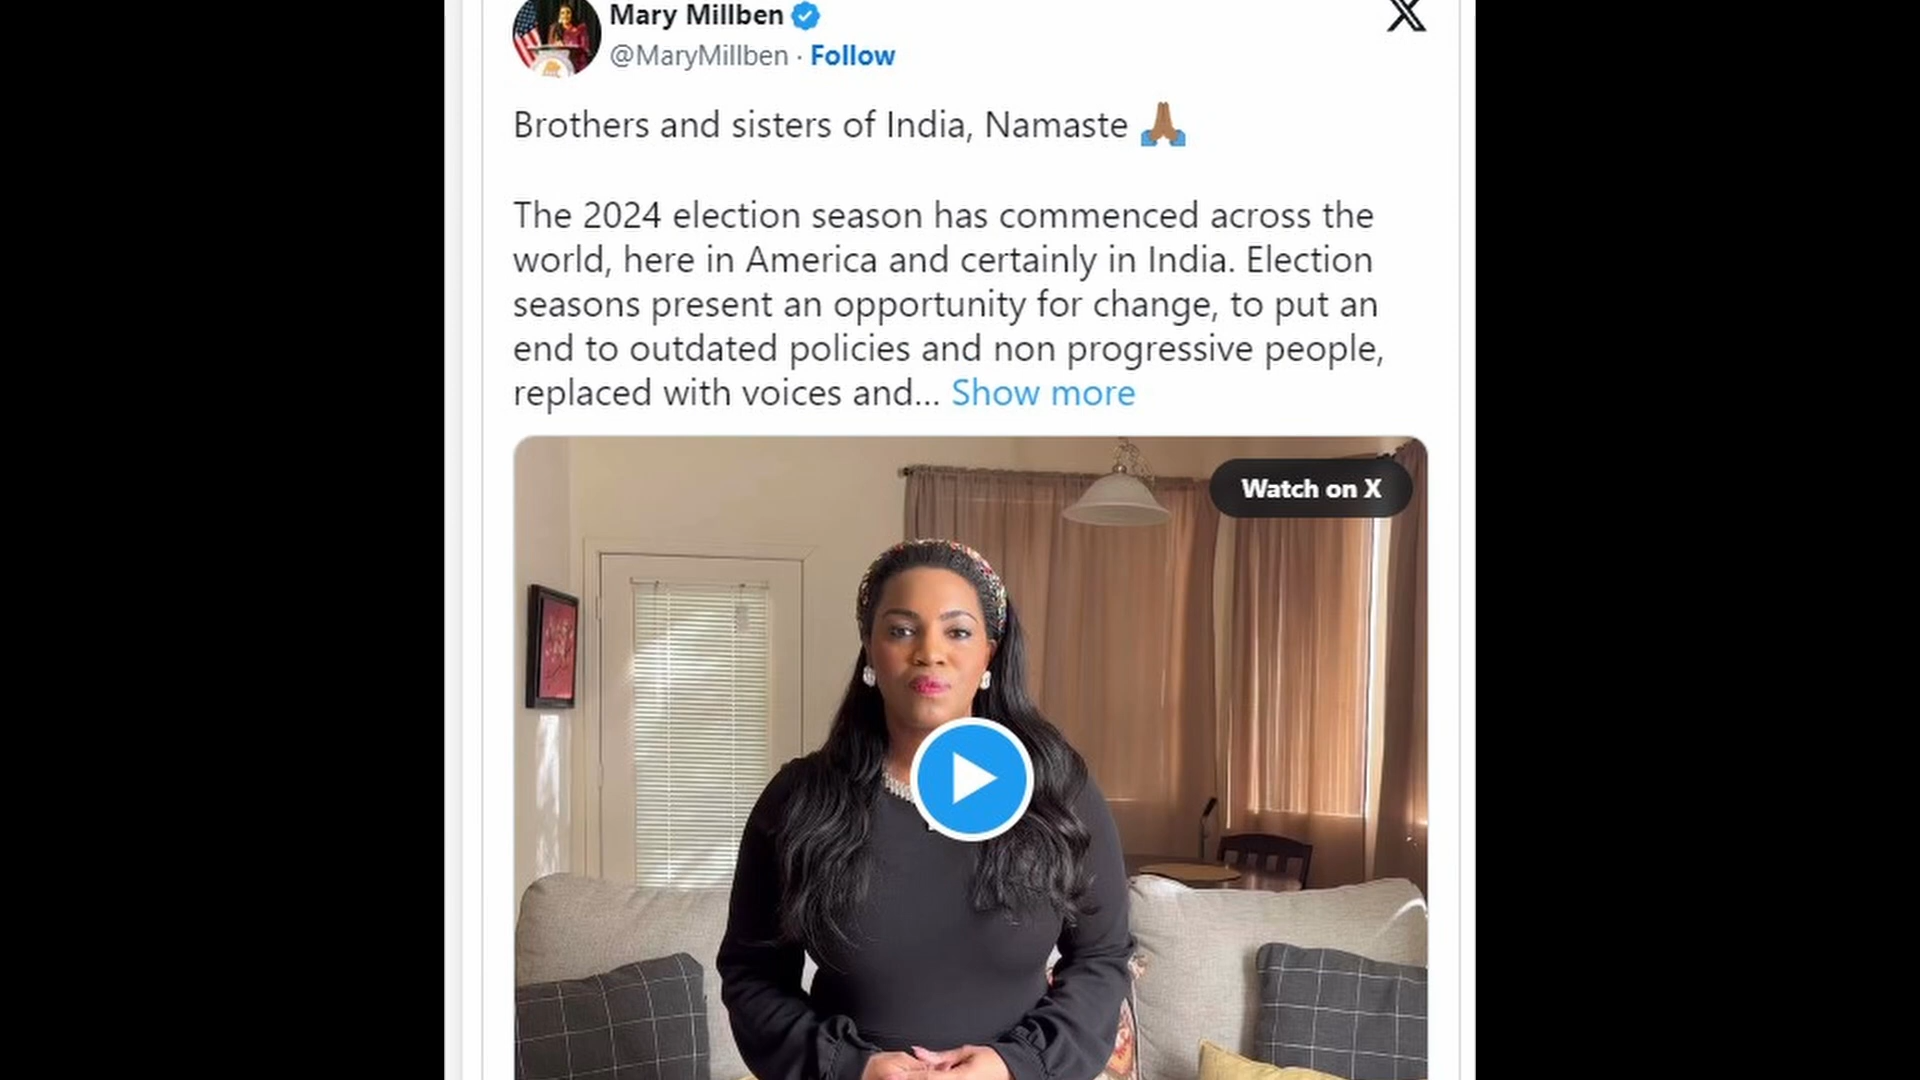 Mary Millben
@MaryMillben · Follow
Brothers and sisters of India, Namaste 🙏🏽
The 2024 election season has commenced across the
world, here in America and certainly in India. Election
seasons present an opportunity for change, to put an
end to outdated policies and non progressive people,
replaced with voices and... Show more
Watch on X